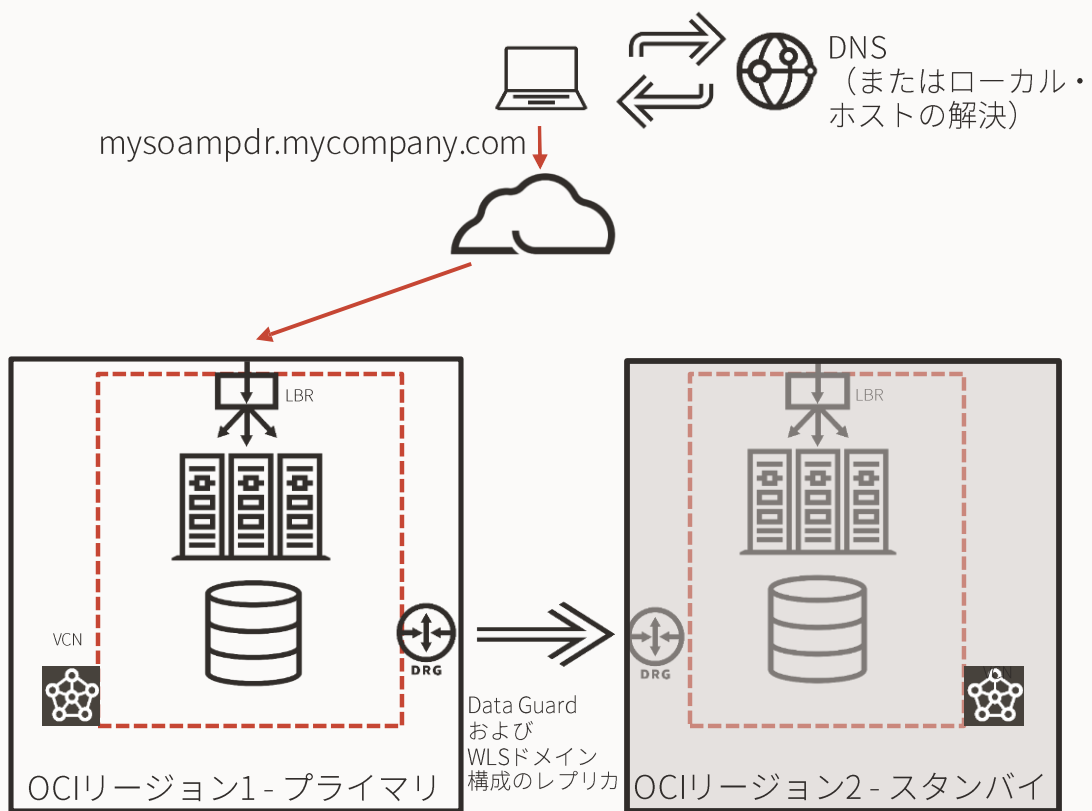 DNS
（またはローカル・
ホストの解決）
mysoampdr.mycompany.com
LBR
LBR
VCN
DRG
DRG
VCN
Data Guard
および
WLSドメイン
構成のレプリカ
OCIリージョン1 - プライマリ
OCIリージョン2 - スタンバイ